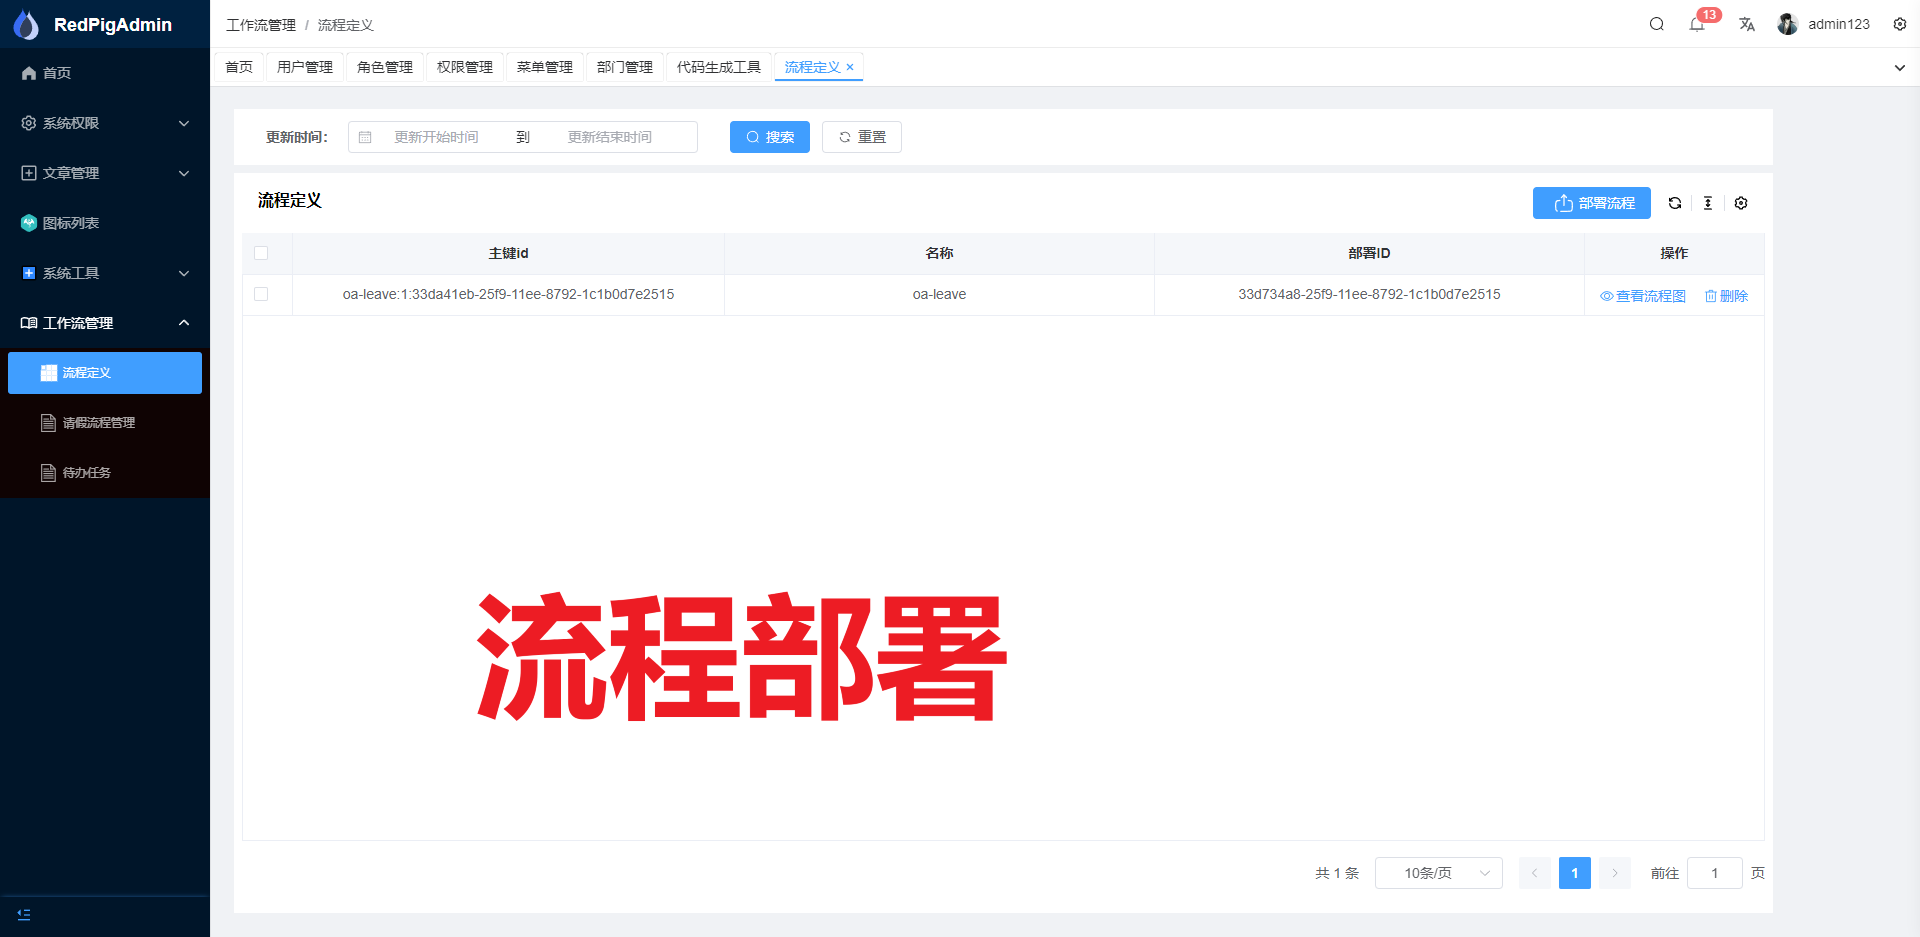 RedPigAdmin
工作流管理 / 流程定义
13
admin123
首页
用户管理
角色管理
权限管理
菜单管理
部门管理
代码生成工具
流程定义 ×
首页
系统权限
文章管理
图标列表
系统工具
工作流管理
流程定义
请假流程管理
待办任务
更新时间: 更新开始时间 到 更新结束时间 搜索 重置
流程定义
部署流程
主键id 名称 部署ID 操作
oa-leave:1:33da41eb-25f9-11ee-8792-1c1b0d7e2515 oa-leave 33d734a8-25f9-11ee-8792-1c1b0d7e2515 查看流程图 删除
流程部署
共 1 条 10条/页 1 前往 1 页